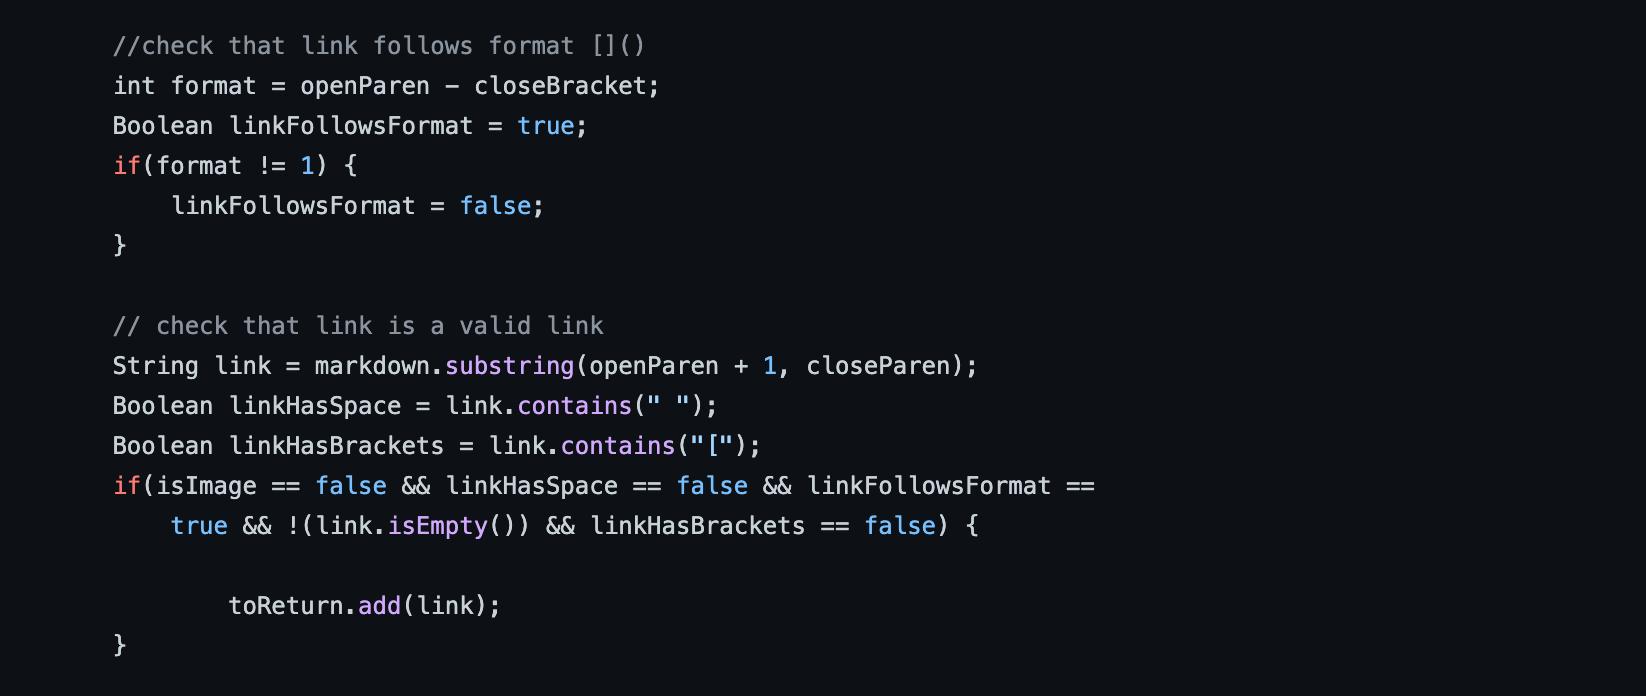 //check that link follows format []()
int format = openParen - closeBracket;
Boolean linkFollowsFormat = true;
if(format != 1) {
    linkFollowsFormat = false;
}
// check that link is a valid link
String link = markdown.substring(openParen + 1, closeParen);
Boolean linkHasSpace = link.contains(" ");
Boolean linkHasBrackets = link.contains("[");
if(isImage == false && linkHasSpace == false && linkFollowsFormat ==
    true && !(link.isEmpty()) && linkHasBrackets == false) {
        toReturn.add(link);
}